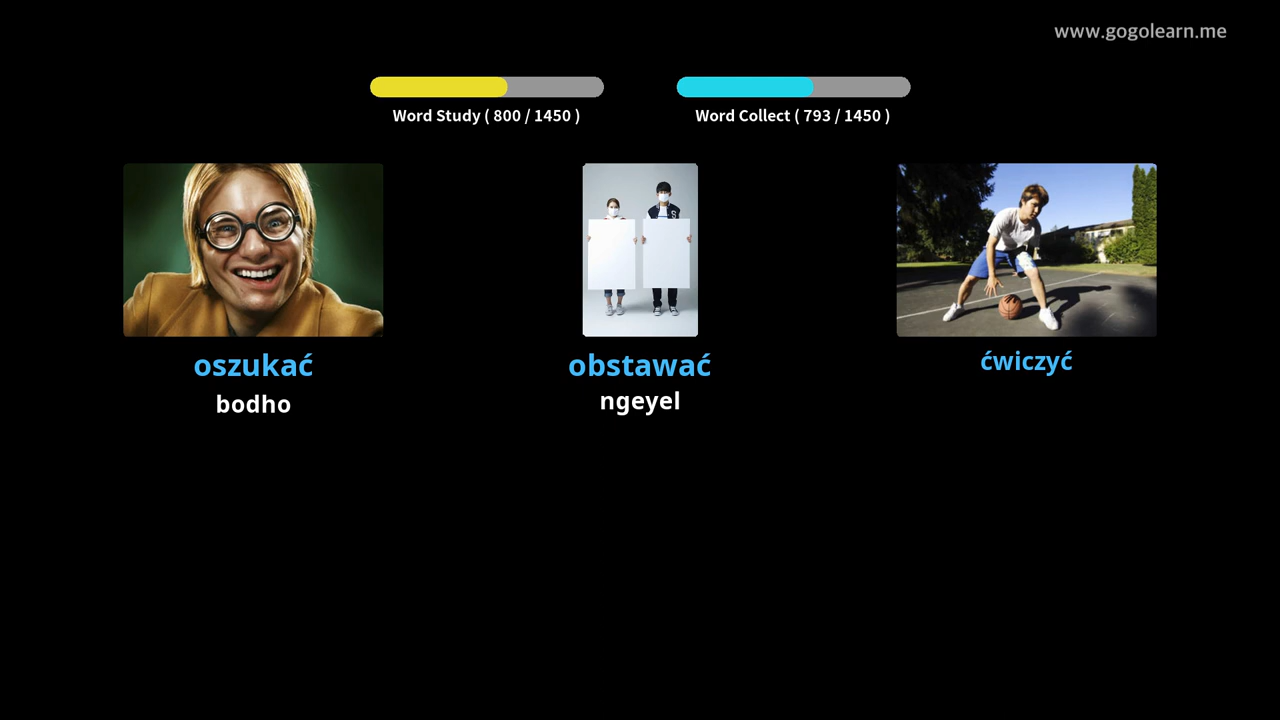 www.gogolearn.me
Word Study ( 800 / 1450 )
Word Collect ( 793 / 1450 )
oszukać
bodho
obstawać
ngeyel
ćwiczyć